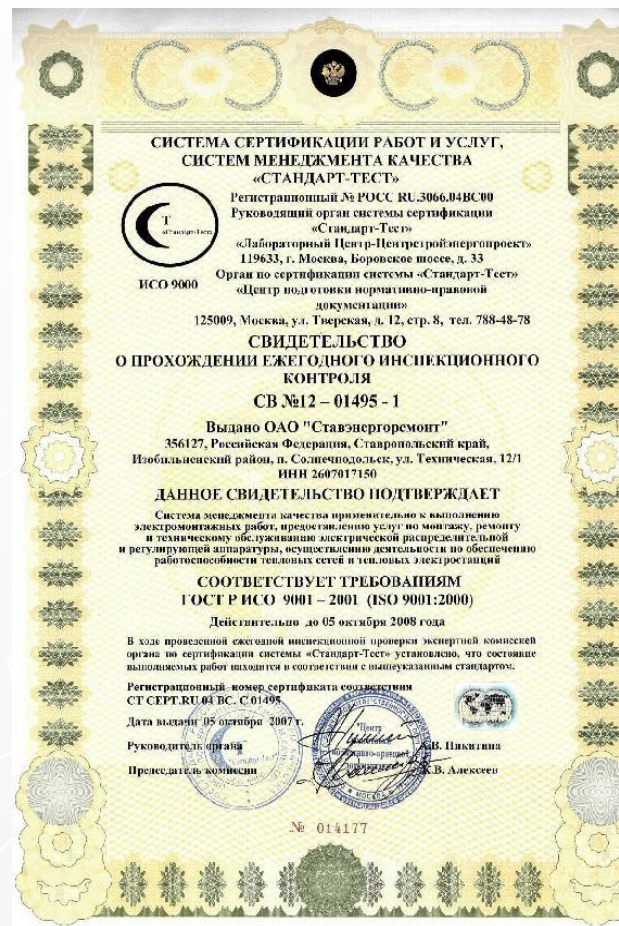 СИСТЕМА СЕРТИФИКАЦИИ РАБОТ И УСЛУГ,
СИСТЕМ МЕНЕДЖМЕНТА КАЧЕСТВА
«СТАНДАРТ-ТЕСТ»
Регистрационный № РОСС RU.3066.04ВС00
Руководящий орган системы сертификации
«Стандарт-Тест»
«Лабораторный Центр-Центрстройэнергопроект»
119633, г. Москва, Боровское шоссе, д. 33
Т
«Стандарт-Тест»
ИСО 9000
Орган по сертификации системы «Стандарт-Тест»
«Центр подготовки нормативно-правовой
документации»
125009, Москва, ул. Тверская, д. 12, стр. 8, тел. 788-48-78
СВИДЕТЕЛЬСТВО
О ПРОХОЖДЕНИИ ЕЖЕГОДНОГО ИНСПЕКЦИОННОГО
КОНТРОЛЯ
СВ №12 – 01495 - 1
Выдано ОАО "Ставэнергоремонт"
356127, Российская Федерация, Ставропольский край,
Изобильненский район, п. Солнечнодольск, ул. Техническая, 12/1
ИНН 2607017150
ДАННОЕ СВИДЕТЕЛЬСТВО ПОДТВЕРЖДАЕТ
Система менеджмента качества применительно к выполнению
электромонтажных работ, предоставлению услуг по монтажу, ремонту
и техническому обслуживанию электрической распределительной
и регулирующей аппаратуры, осуществлению деятельности по обеспечению
работоспособности тепловых сетей и тепловых электростанций
СООТВЕТСТВУЕТ ТРЕБОВАНИЯМ
ГОСТ Р ИСО 9001 – 2001 (ISO 9001:2000)
Действительно до 05 октября 2008 года
В ходе проведенной ежегодной инспекционной проверки экспертной комиссией
органа по сертификации системы «Стандарт-Тест» установлено, что состояние
выполняемых работ находится в соответствии с вышеуказанным стандартом.
Регистрационный номер сертификата соответствия
СТ СЕРТ.RU.04 ВС. С 01495
Дата выдачи 05 октября 2007 г.
Руководитель органа А.В. Никитина
Председатель комиссии К.В. Алексеев
№ 014177